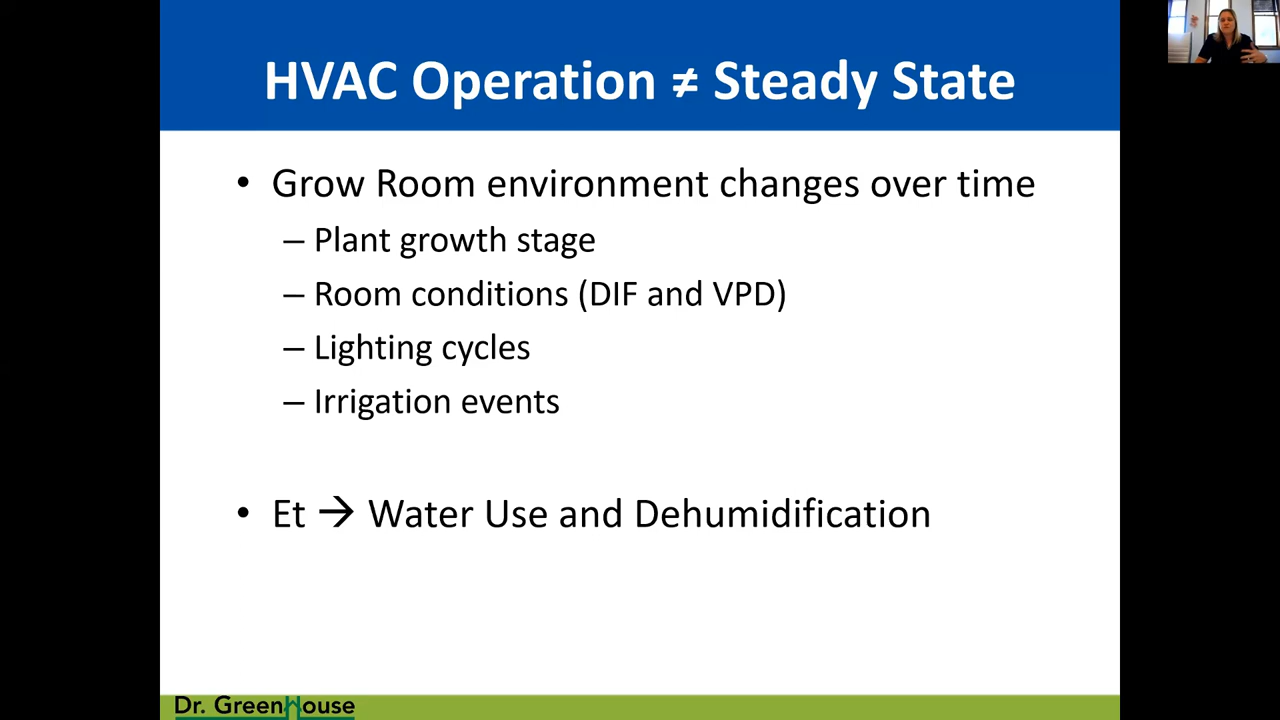 HVAC Operation ≠ Steady State
• Grow Room environment changes over time
– Plant growth stage
– Room conditions (DIF and VPD)
– Lighting cycles
– Irrigation events
• Et → Water Use and Dehumidification
Dr. GreenHouse